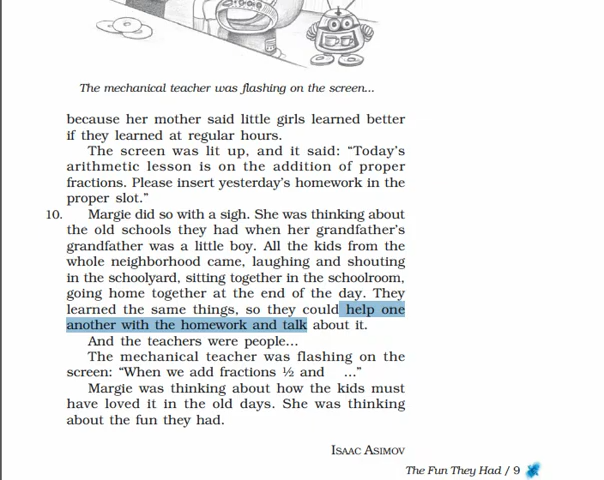 The mechanical teacher was flashing on the screen...
because her mother said little girls learned better
if they learned at regular hours.
The screen was lit up, and it said: “Today's
arithmetic lesson is on the addition of proper
fractions. Please insert yesterday's homework in the
proper slot.”
10. Margie did so with a sigh. She was thinking about
the old schools they had when her grandfather's
grandfather was a little boy. All the kids from the
whole neighborhood came, laughing and shouting
in the schoolyard, sitting together in the schoolroom,
going home together at the end of the day. They
learned the same things, so they could help one
another with the homework and talk about it.
And the teachers were people...
The mechanical teacher was flashing on the
screen: “When we add fractions ½ and ...”
Margie was thinking about how the kids must
have loved it in the old days. She was thinking
about the fun they had.
ISAAC ASIMOV
The Fun They Had / 9